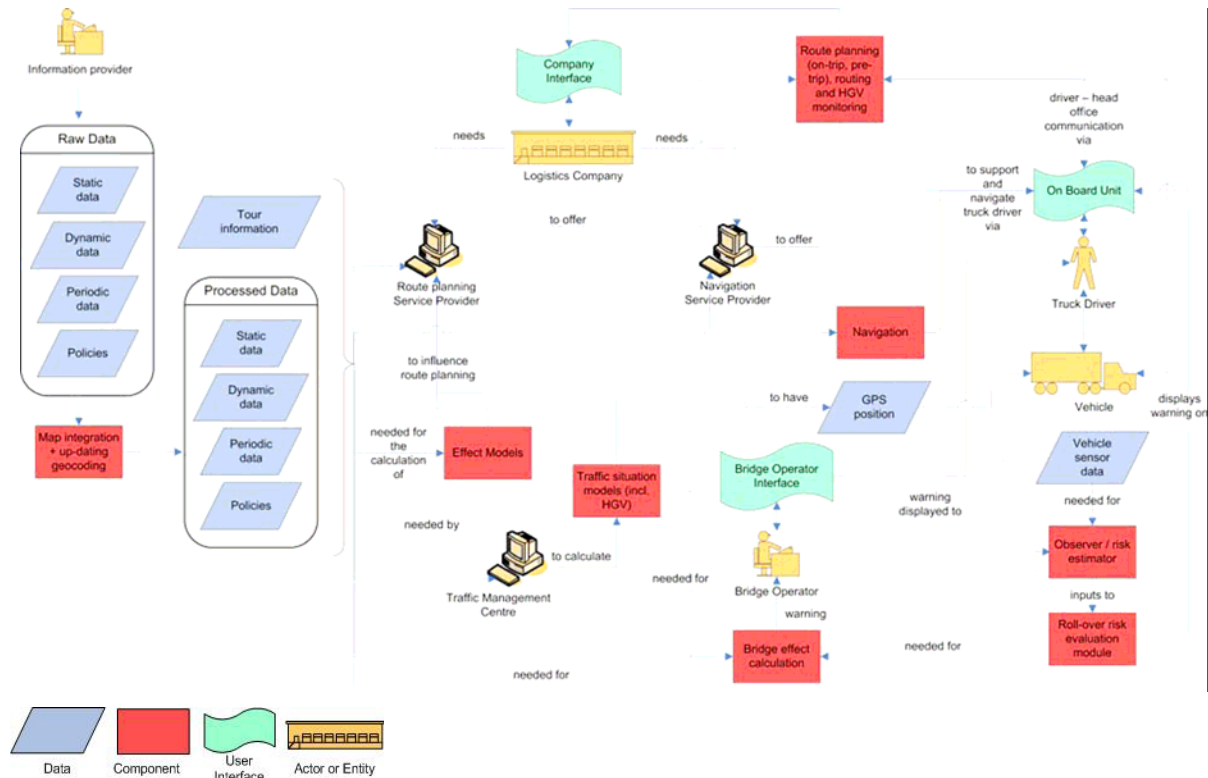 Information provider
Raw Data
Static
data
Dynamic
data
Periodic
data
Policies
Map integration
+ up-dating
geocoding
Tour
information
Processed Data
Static
data
Dynamic
data
Periodic
data
Policies
Company
Interface
needs
needs
Logistics Company
to offer
Route planning
Service Provider
to influence
route planning
needed for
the
calculation
of
Effect Models
needed by
Traffic Management
Centre
to calculate
Traffic situation
models (incl.
HGV)
needed for
Navigation
Service Provider
to offer
Navigation
to have
GPS
position
Bridge Operator
Interface
Bridge Operator
needed for
warning
Bridge effect
calculation
needed for
warning
displayed to
Route planning
(on-trip, pre-
trip), routing
and HGV
monitoring
driver – head
office
communication
via
to support
and
navigate
truck driver
via
On Board Unit
Truck Driver
Vehicle
displays
warning on
Vehicle
sensor
data
needed for
Observer / risk
estimator
inputs to
Roll-over risk
evaluation
module
Data
Component
User
Interface
Actor or Entity